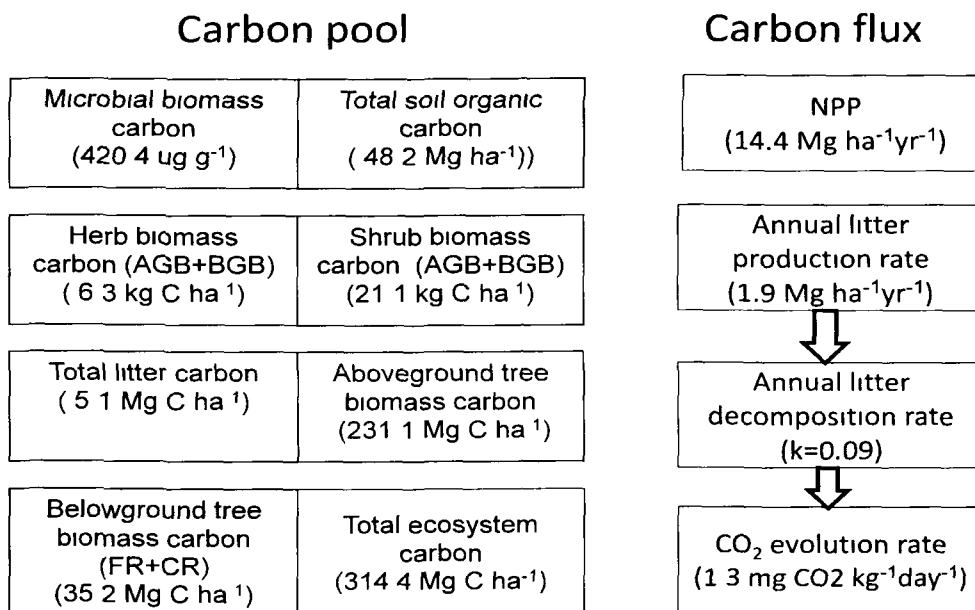 Carbon pool
Carbon flux
Microbial biomass
carbon
(420 4 ug g⁻¹)
Total soil organic
carbon
( 48 2 Mg ha⁻¹))
Herb biomass
carbon (AGB+BGB)
( 6 3 kg C ha ¹)
Shrub biomass
carbon (AGB+BGB)
(21 1 kg C ha ¹)
Total litter carbon
( 5 1 Mg C ha ¹)
Aboveground tree
biomass carbon
(231 1 Mg C ha ¹)
Belowground tree
biomass carbon
(FR+CR)
(35 2 Mg C ha ¹)
Total ecosystem
carbon
(314 4 Mg C ha⁻¹)
NPP
(14.4 Mg ha⁻¹yr⁻¹)
Annual litter
production rate
(1.9 Mg ha⁻¹yr⁻¹)
Annual litter
decomposition rate
(k=0.09)
CO₂ evolution rate
(1 3 mg CO2 kg⁻¹day⁻¹)